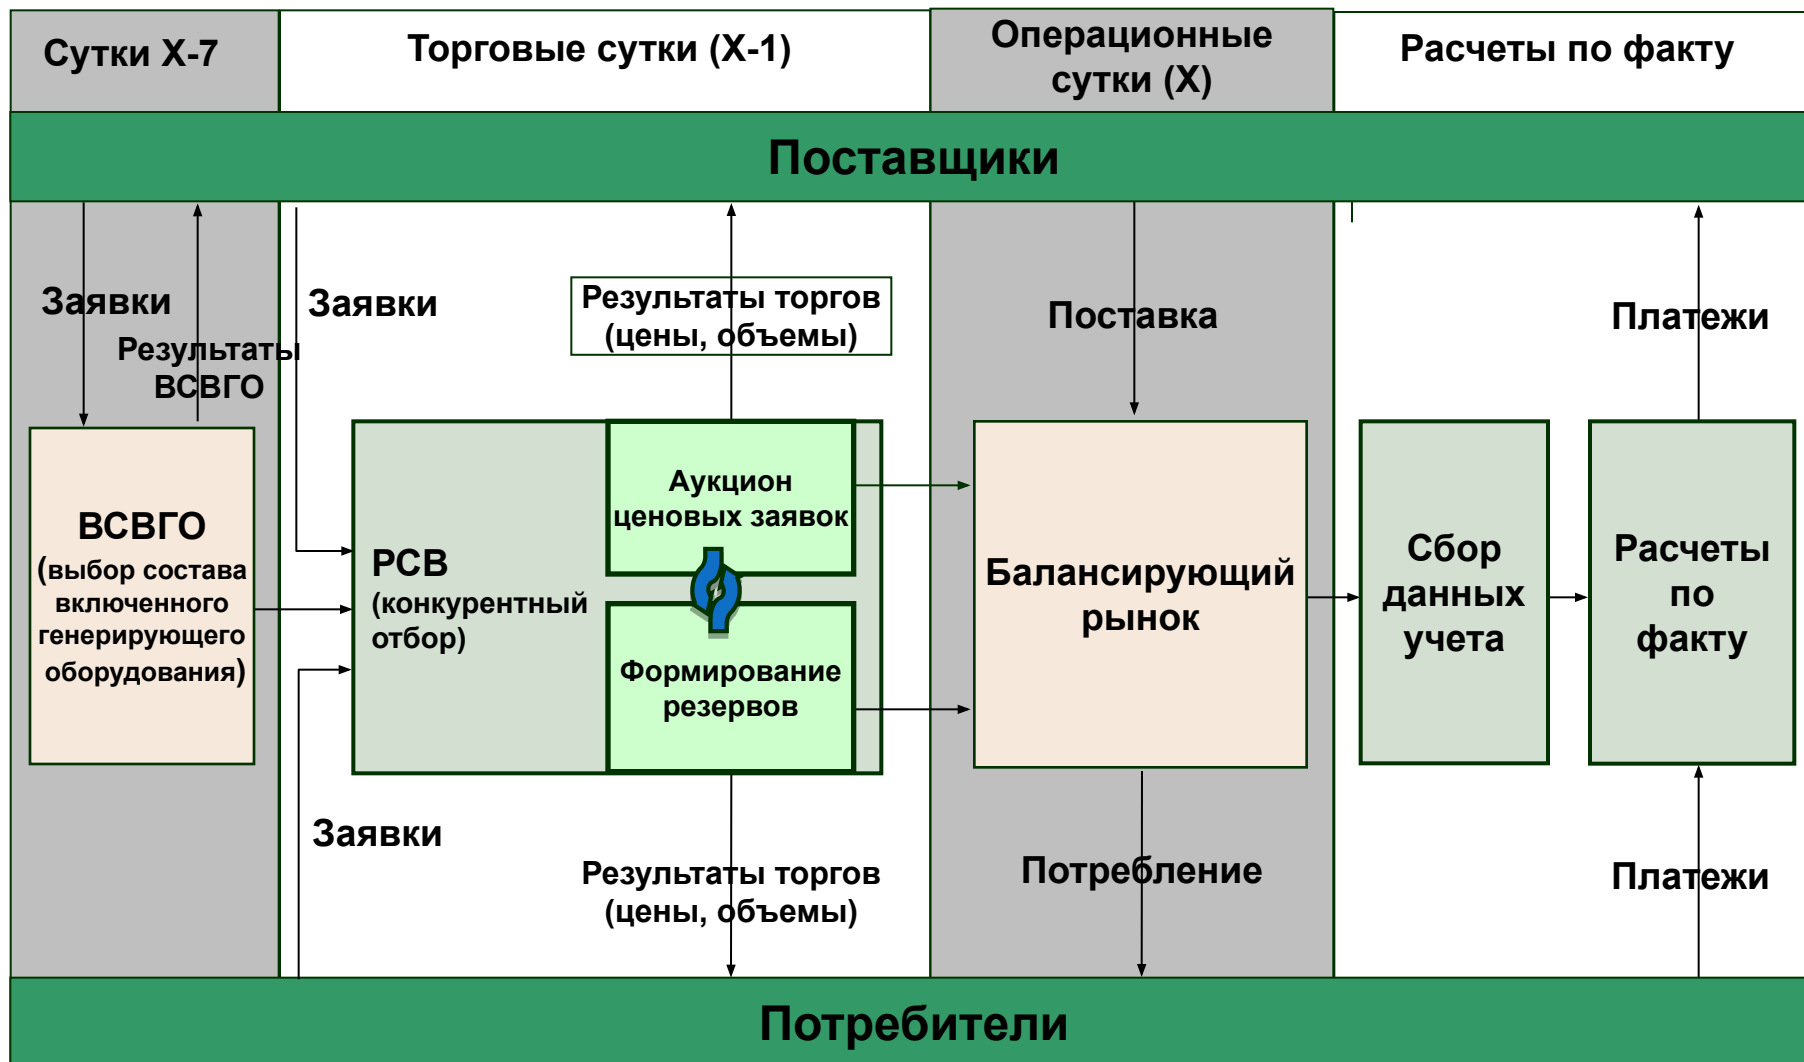 Сутки Х-7
Торговые сутки (Х-1)
Операционные
сутки (Х)
Расчеты по факту
Поставщики
Заявки
Результаты
ВСВГО
Заявки
Результаты торгов
(цены, объемы)
Поставка
Платежи
ВСВГО
(выбор состава
включенного
генерирующего
оборудования)
РСВ
(конкурентный
отбор)
Аукцион
ценовых заявок
Формирование
резервов
Балансирующий
рынок
Сбор
данных
учета
Расчеты
по
факту
Заявки
Результаты торгов
(цены, объемы)
Потребление
Платежи
Потребители